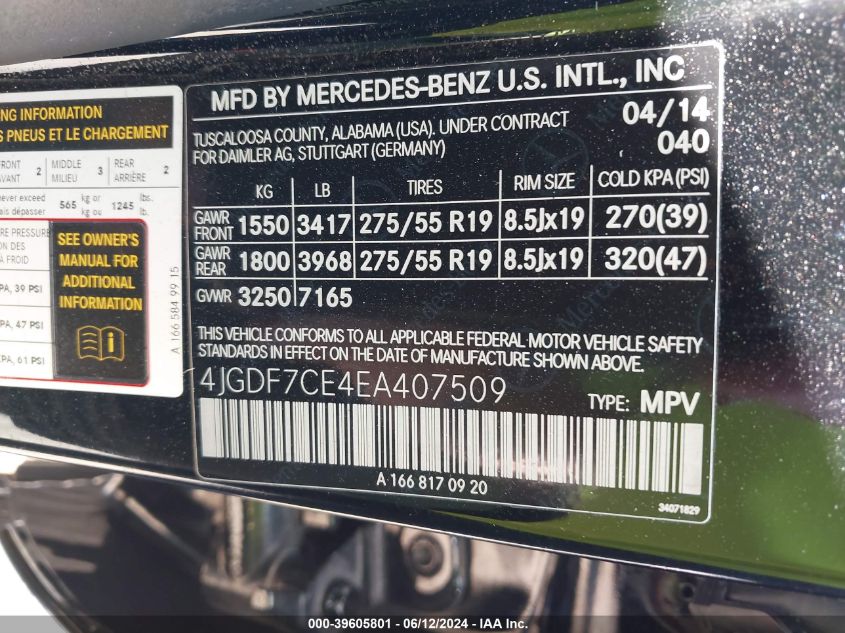 NG INFORMATION
S PNEUS ET LE CHARGEMENT
FRONT 2 MIDDLE 3 REAR 2
AVANT MILIEU ARRIÈRE
never exceed 565 kg or 1245 lbs.
s dépasser kg ou lb.
RE PRESSURE
ON DES
À FROID
PA, 39 PSI
PA, 47 PSI
PA, 61 PSI
SEE OWNER'S
MANUAL FOR
ADDITIONAL
INFORMATION
A 166 584 99 15
MFD BY MERCEDES-BENZ U.S. INTL., INC
TUSCALOOSA COUNTY, ALABAMA (USA). UNDER CONTRACT 04/14
FOR DAIMLER AG, STUTTGART (GERMANY) 040
KG LB TIRES RIM SIZE COLD KPA (PSI)
GAWR FRONT 1550 3417 275/55 R19 8.5Jx19 270(39)
GAWR REAR 1800 3968 275/55 R19 8.5Jx19 320(47)
GVWR 3250 7165
THIS VEHICLE CONFORMS TO ALL APPLICABLE FEDERAL MOTOR VEHICLE SAFETY
STANDARDS IN EFFECT ON THE DATE OF MANUFACTURE SHOWN ABOVE.
4JGDF7CE4EA407509 TYPE: MPV
A 166 817 09 20
34071829
000-39605801 - 06/12/2024 - IAA Inc.